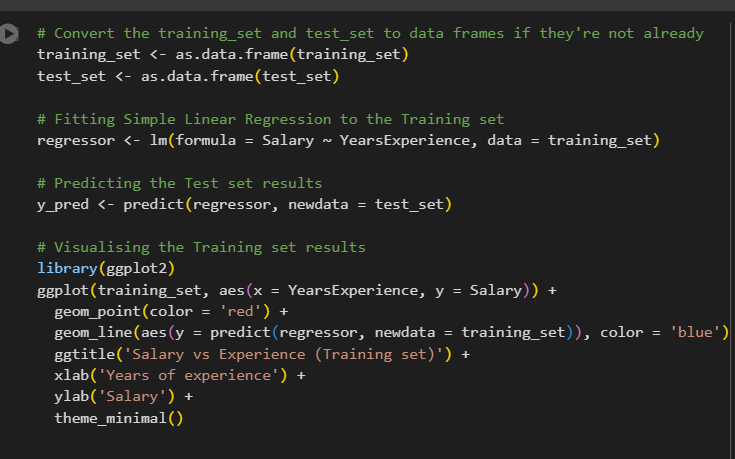 # Convert the training_set and test_set to data frames if they're not already
training_set <- as.data.frame(training_set)
test_set <- as.data.frame(test_set)
# Fitting Simple Linear Regression to the Training set
regressor <- lm(formula = Salary ~ YearsExperience, data = training_set)
# Predicting the Test set results
y_pred <- predict(regressor, newdata = test_set)
# Visualising the Training set results
library(ggplot2)
ggplot(training_set, aes(x = YearsExperience, y = Salary)) +
  geom_point(color = 'red') +
  geom_line(aes(y = predict(regressor, newdata = training_set)), color = 'blue')
  ggtitle('Salary vs Experience (Training set)') +
  xlab('Years of experience') +
  ylab('Salary') +
  theme_minimal()